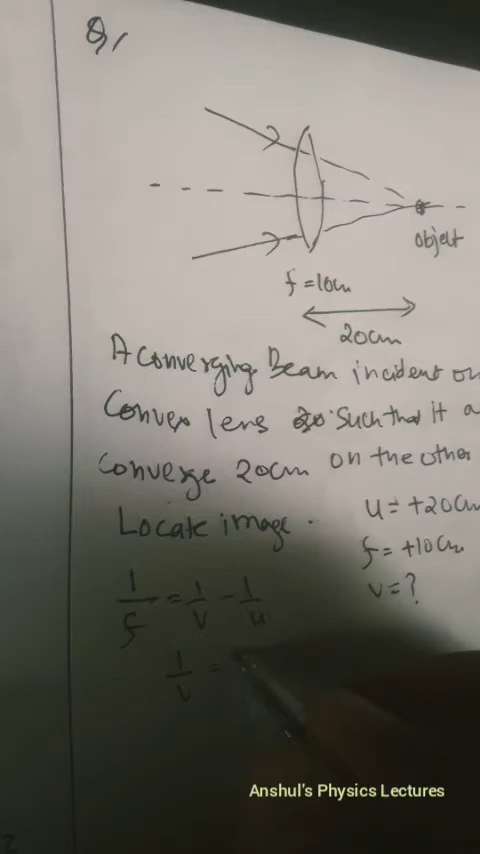 Q,
object
f = 10cm
20cm
A converging Beam incident on
Convex lens such that it a
converge 20cm on the other
Locate image.
u = +20cm
f = +10cm
v = ?
1/f = 1/v - 1/u
1/v =
Anshul's Physics Lectures